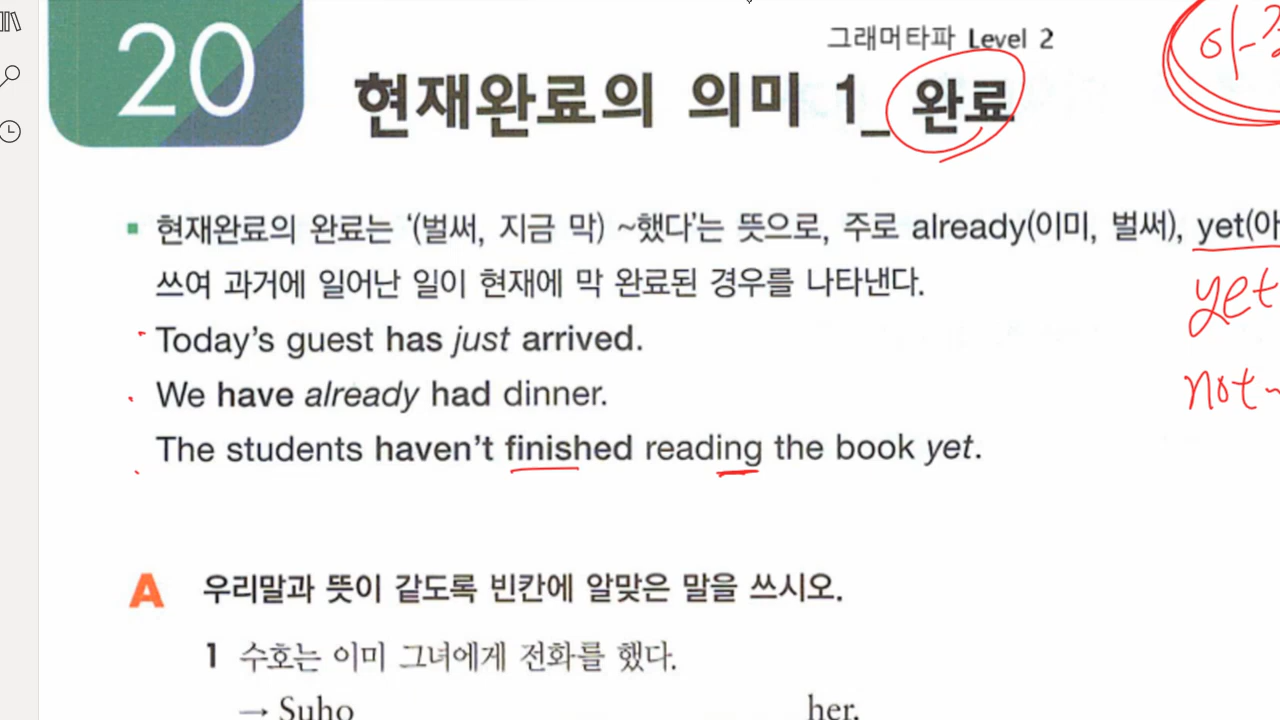 20
그래머타파 Level 2
현재완료의 의미 1_ 완료
현재완료의 완료는 '(벌써, 지금 막) ~했다'는 뜻으로, 주로 already(이미, 벌써), yet(아
쓰여 과거에 일어난 일이 현재에 막 완료된 경우를 나타낸다.
yet
Today's guest has just arrived.
We have already had dinner.
not
The students haven't finished reading the book yet.
A 우리말과 뜻이 같도록 빈칸에 알맞은 말을 쓰시오.
1 수호는 이미 그녀에게 전화를 했다.
→ Suho her.